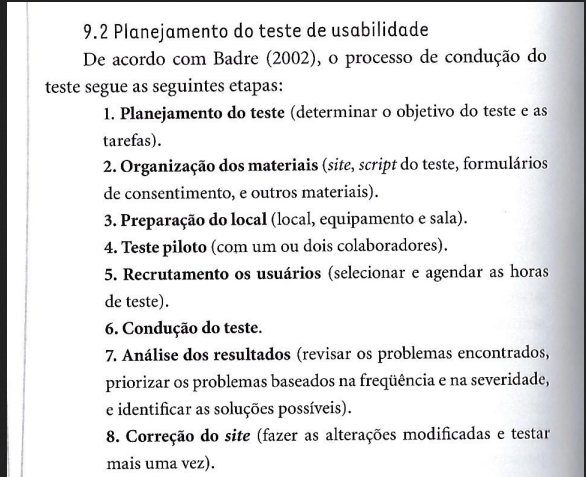 9.2 Planejamento do teste de usabilidade
De acordo com Badre (2002), o processo de condução do
teste segue as seguintes etapas:
1. Planejamento do teste (determinar o objetivo do teste e as
tarefas).
2. Organização dos materiais (site, script do teste, formulários
de consentimento, e outros materiais).
3. Preparação do local (local, equipamento e sala).
4. Teste piloto (com um ou dois colaboradores).
5. Recrutamento os usuários (selecionar e agendar as horas
de teste).
6. Condução do teste.
7. Análise dos resultados (revisar os problemas encontrados,
priorizar os problemas baseados na freqüência e na severidade,
e identificar as soluções possíveis).
8. Correção do site (fazer as alterações modificadas e testar
mais uma vez).